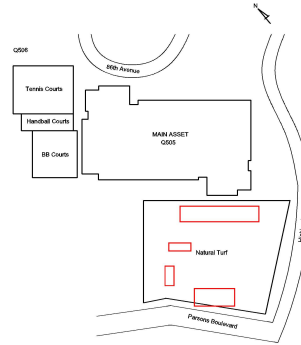 N
Q506
86th Avenue
Tennis Courts
Handball Courts
BB Courts
MAIN ASSET
Q505
Natural Turf
Parsons Boulevard